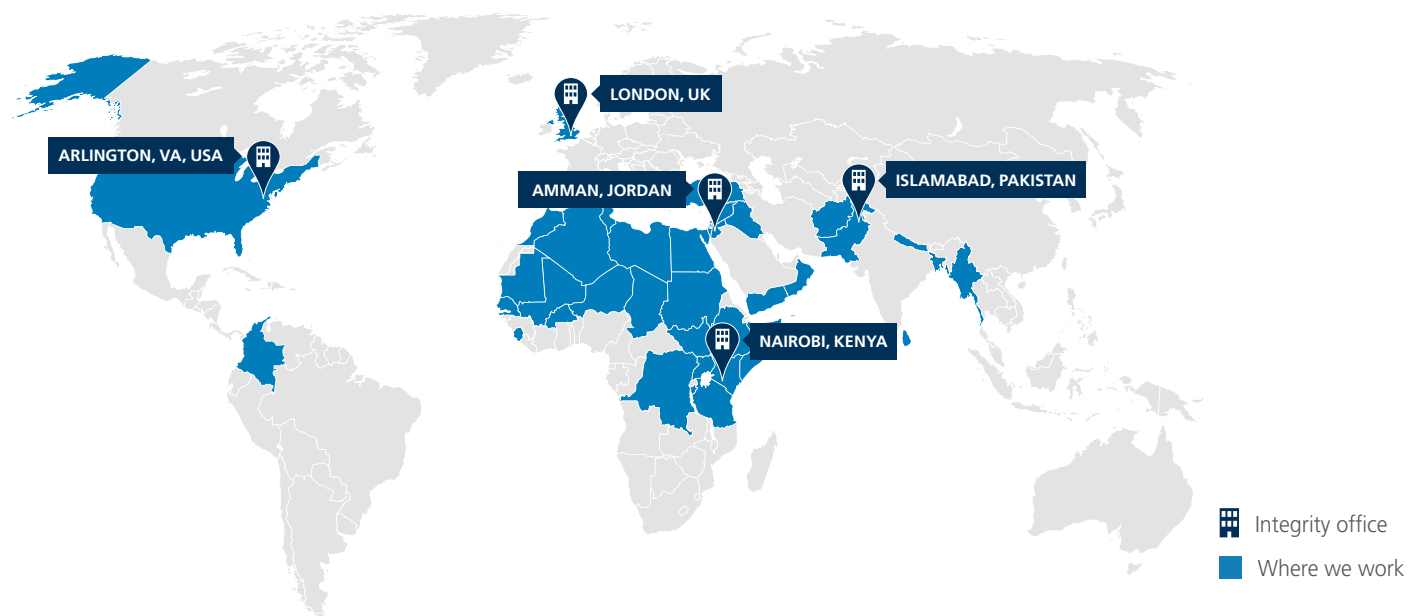 LONDON, UK
ARLINGTON, VA, USA
AMMAN, JORDAN
ISLAMABAD, PAKISTAN
NAIROBI, KENYA
Integrity office
Where we work